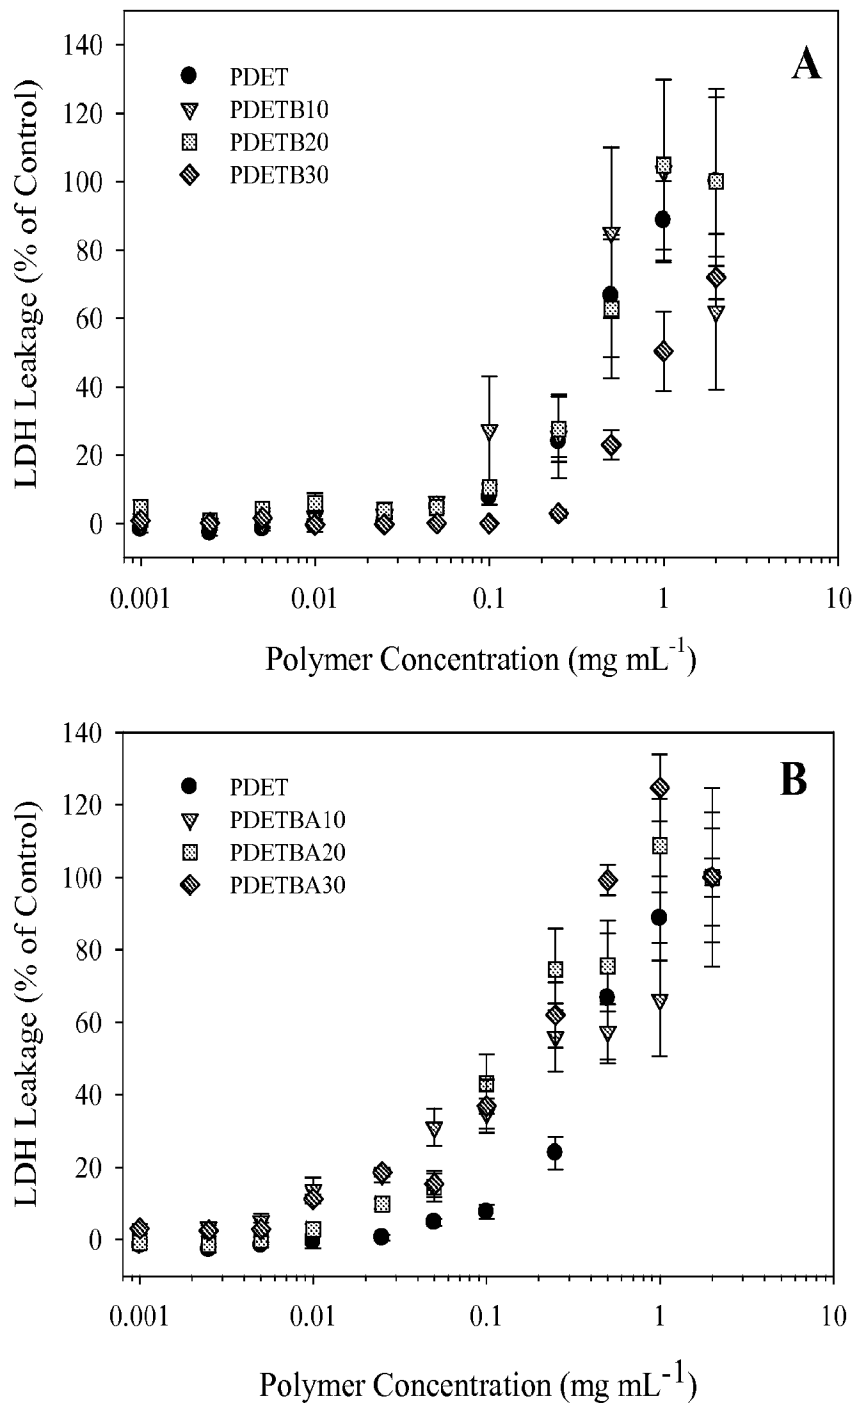 A
PDET
PDETB10
PDETB20
PDETB30
140
120
100
80
60
40
20
0
LDH Leakage (% of Control)
0.001 0.01 0.1 1 10
Polymer Concentration (mg mL-1)
B
PDET
PDETBA10
PDETBA20
PDETBA30
140
120
100
80
60
40
20
0
LDH Leakage (% of Control)
0.001 0.01 0.1 1 10
Polymer Concentration (mg mL-1)